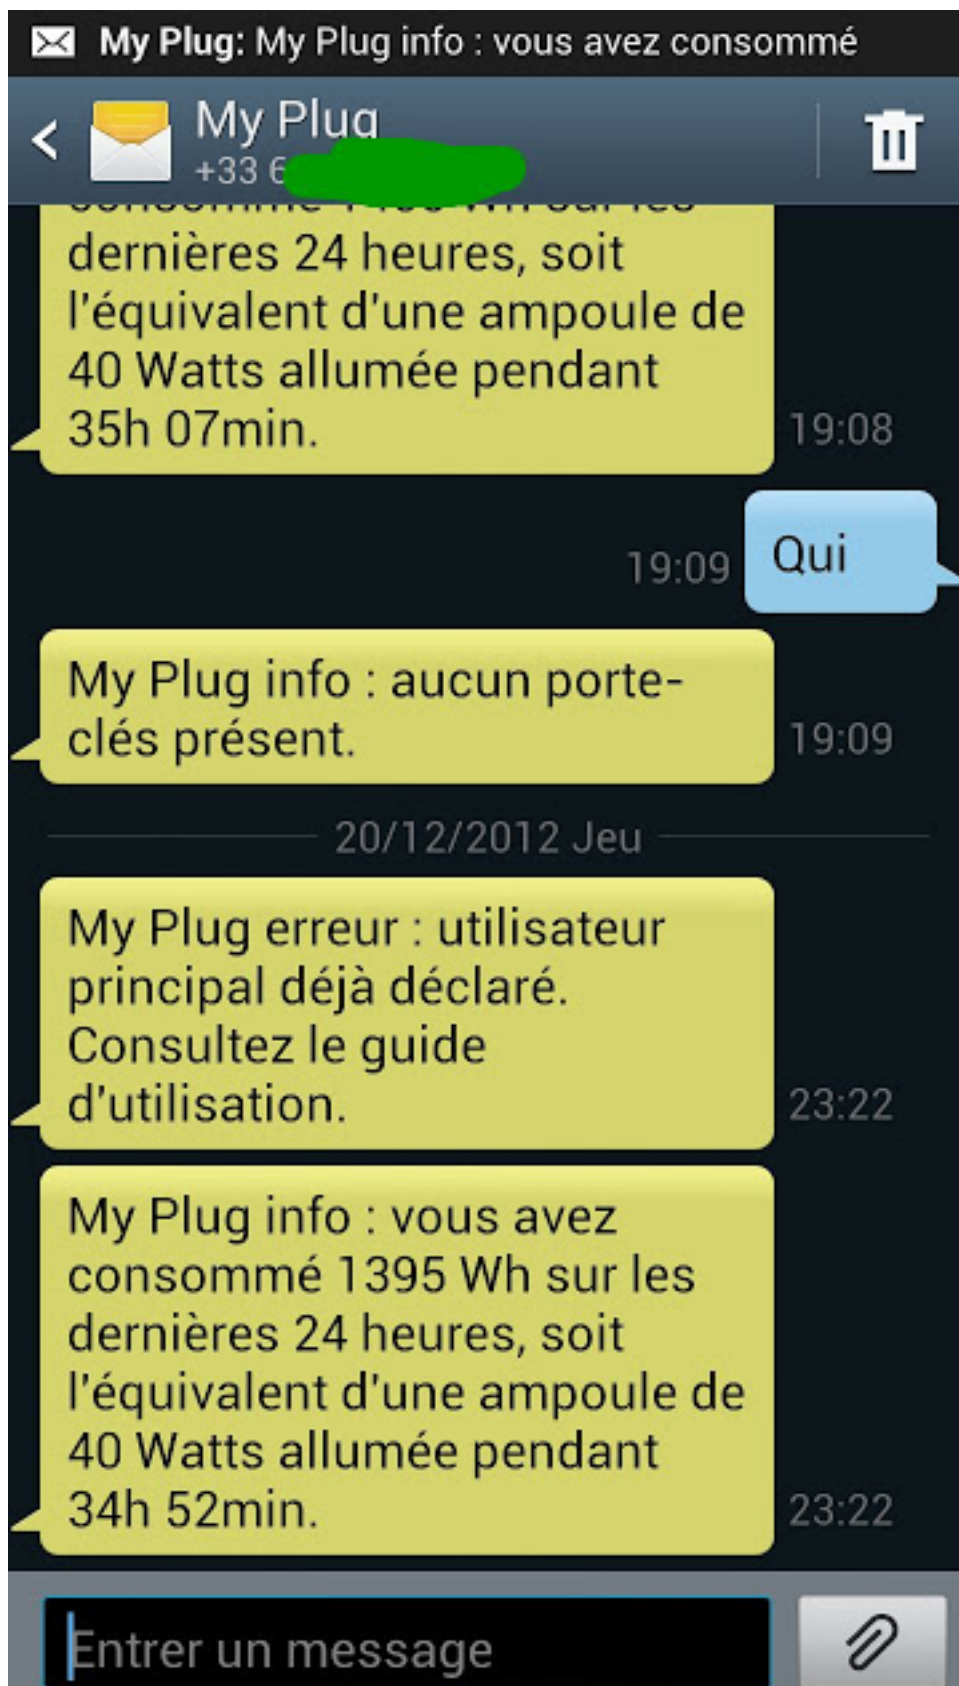 My Plug: My Plug info : vous avez consommé
My Plug
+33 6
consommé Wh sur les
dernières 24 heures, soit
l'équivalent d'une ampoule de
40 Watts allumée pendant
35h 07min.
19:08
Qui
19:09
My Plug info : aucun porte-
clés présent.
19:09
20/12/2012 Jeu
My Plug erreur : utilisateur
principal déjà déclaré.
Consultez le guide
d'utilisation.
23:22
My Plug info : vous avez
consommé 1395 Wh sur les
dernières 24 heures, soit
l'équivalent d'une ampoule de
40 Watts allumée pendant
34h 52min.
23:22
Entrer un message